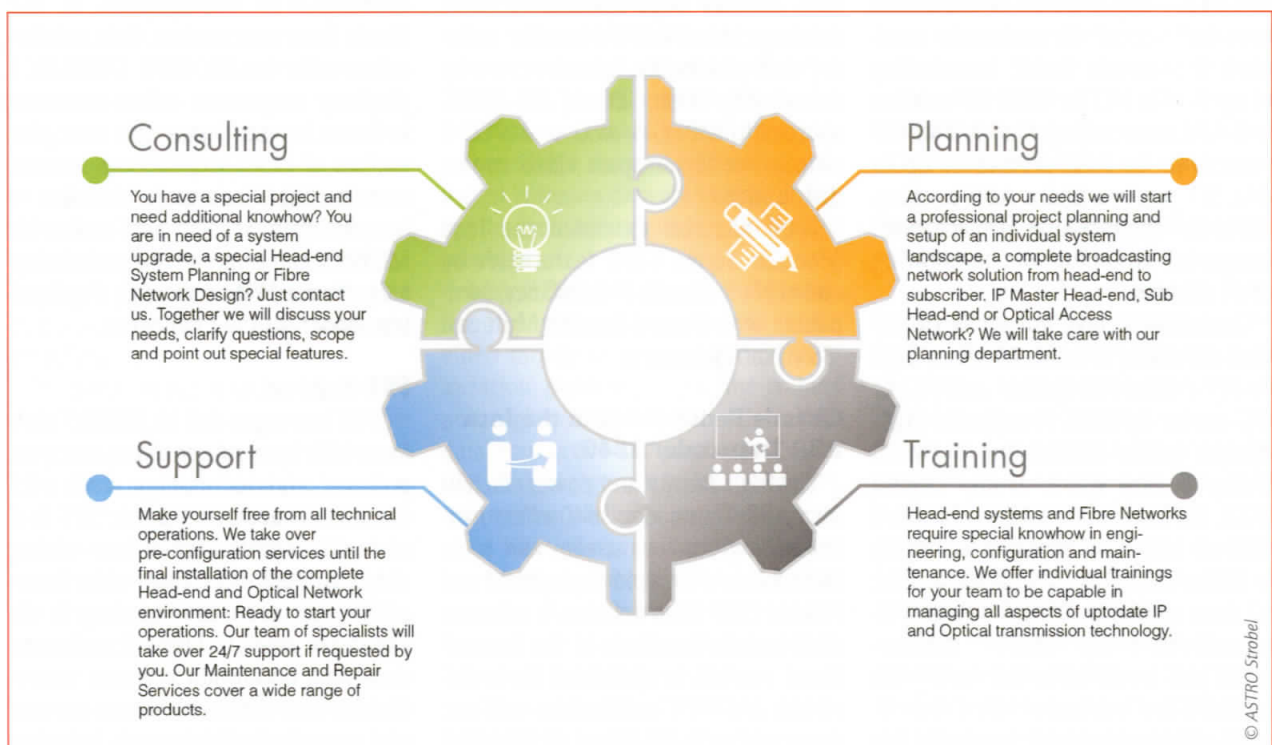 Consulting
You have a special project and
need additional knowhow? You
are in need of a system
upgrade, a special Head-end
System Planning or Fibre
Network Design? Just contact
us. Together we will discuss your
needs, clarify questions, scope
and point out special features.
Planning
According to your needs we will start
a professional project planning and
setup of an individual system
landscape, a complete broadcasting
network solution from head-end to
subscriber. IP Master Head-end, Sub
Head-end or Optical Access
Network? We will take care with our
planning department.
Support
Make yourself free from all technical
operations. We take over
pre-configuration services until the
final installation of the complete
Head-end and Optical Network
environment: Ready to start your
operations. Our team of specialists will
take over 24/7 support if requested by
you. Our Maintenance and Repair
Services cover a wide range of
products.
Training
Head-end systems and Fibre Networks
require special knowhow in engi-
neering, configuration and main-
tenance. We offer individual trainings
for your team to be capable in
managing all aspects of uptodate IP
and Optical transmission technology.
© ASTRO Strobel